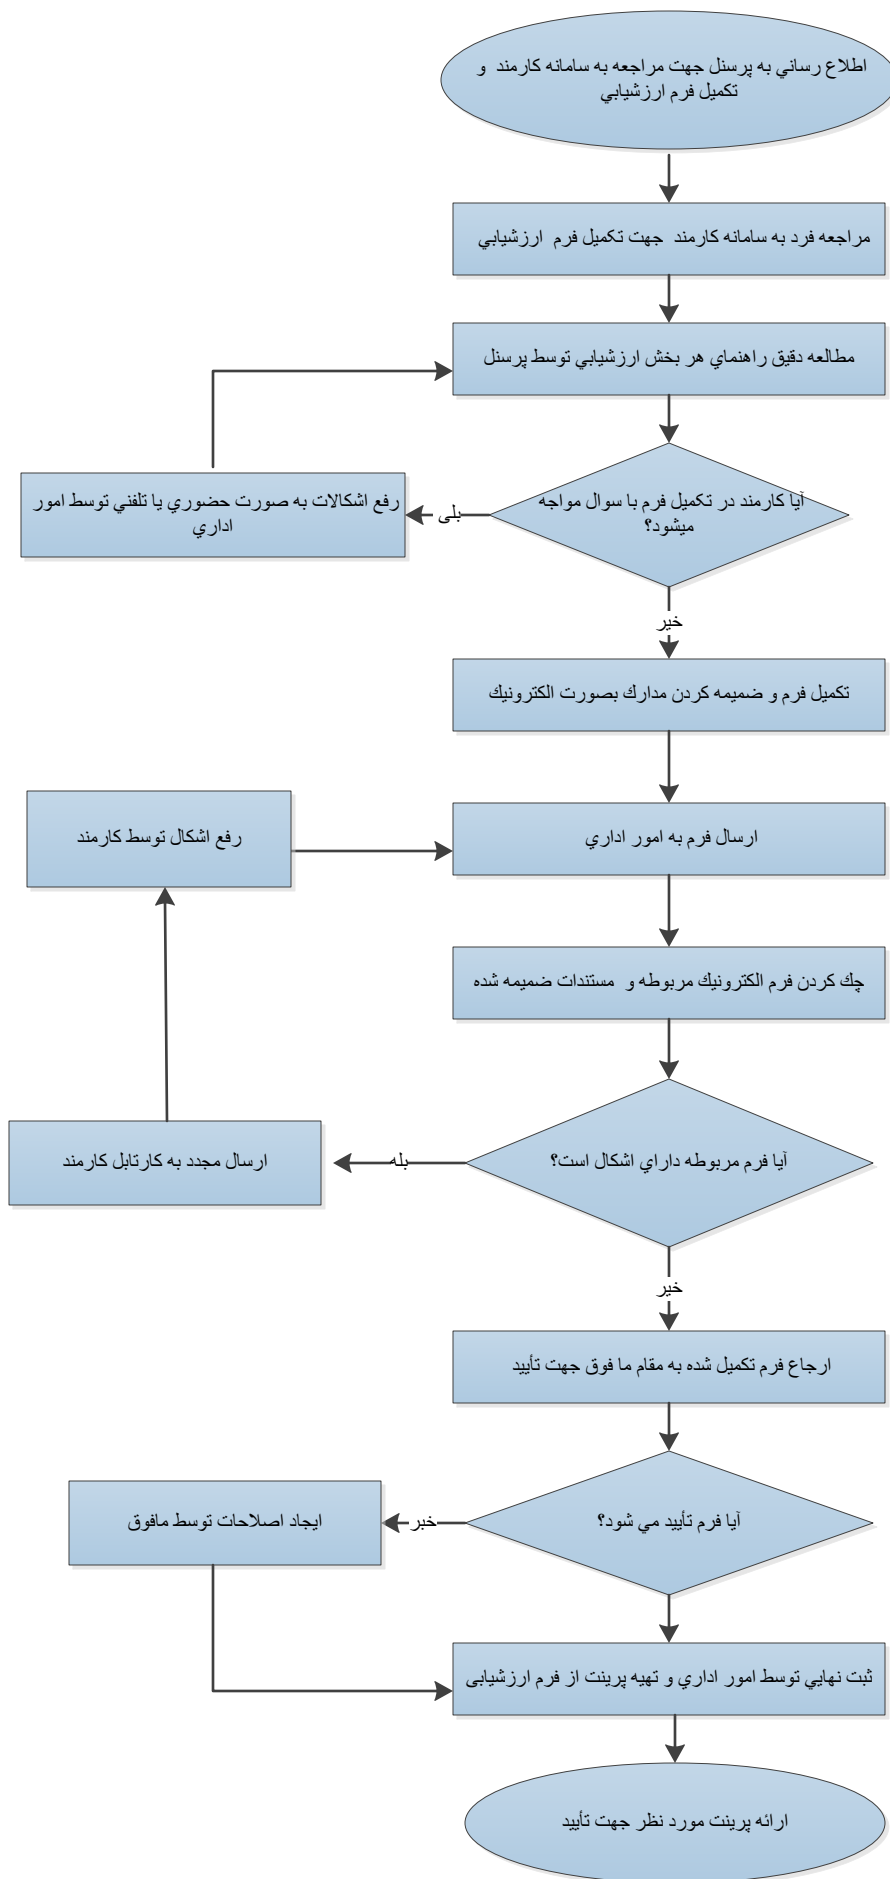 اطلاع رساني به پرسنل جهت مراجعه به سامانه كارمند و
تكميل فرم ارزشيابي
مراجعه فرد به سامانه كارمند جهت تكميل فرم ارزشيابي
مطالعه دقيق راهنماي هر بخش ارزشيابي توسط پرسنل
آيا كارمند در تكميل فرم با سوال مواجه
ميشود؟
بلی
رفع اشكالات به صورت حضوري يا تلفني توسط امور
اداري
خير
تكميل فرم و ضميمه كردن مدارك بصورت الكترونيك
رفع اشكال توسط كارمند
ارسال فرم به امور اداري
چك كردن فرم الكترونيك مربوطه و مستندات ضميمه شده
آيا فرم مربوطه داراي اشكال است؟
بله
ارسال مجدد به كارتابل كارمند
خير
ارجاع فرم تكميل شده به مقام ما فوق جهت تأييد
آيا فرم تأييد مي شود؟
خبر
ايجاد اصلاحات توسط مافوق
ثبت نهايي توسط امور اداري و تهيه پرينت از فرم ارزشيابی
ارائه پرينت مورد نظر جهت تأييد